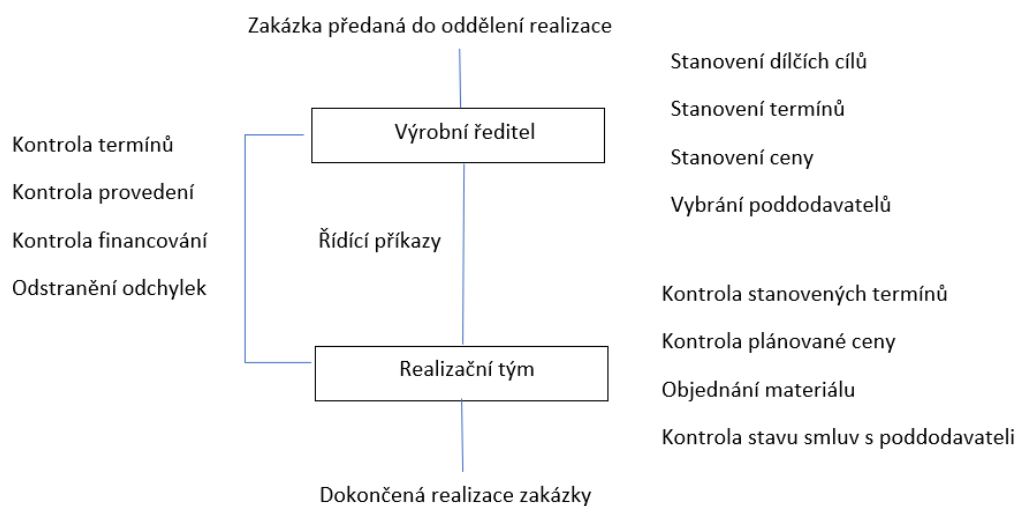 Zakázka předaná do oddělení realizace
Stanovení dílčích cílů
Stanovení termínů
Výrobní ředitel
Kontrola termínů
Stanovení ceny
Kontrola provedení
Vybrání poddodavatelů
Kontrola financování
Řídící příkazy
Odstranění odchylek
Kontrola stanovených termínů
Kontrola plánované ceny
Realizační tým
Objednání materiálu
Kontrola stavu smluv s poddodavateli
Dokončená realizace zakázky